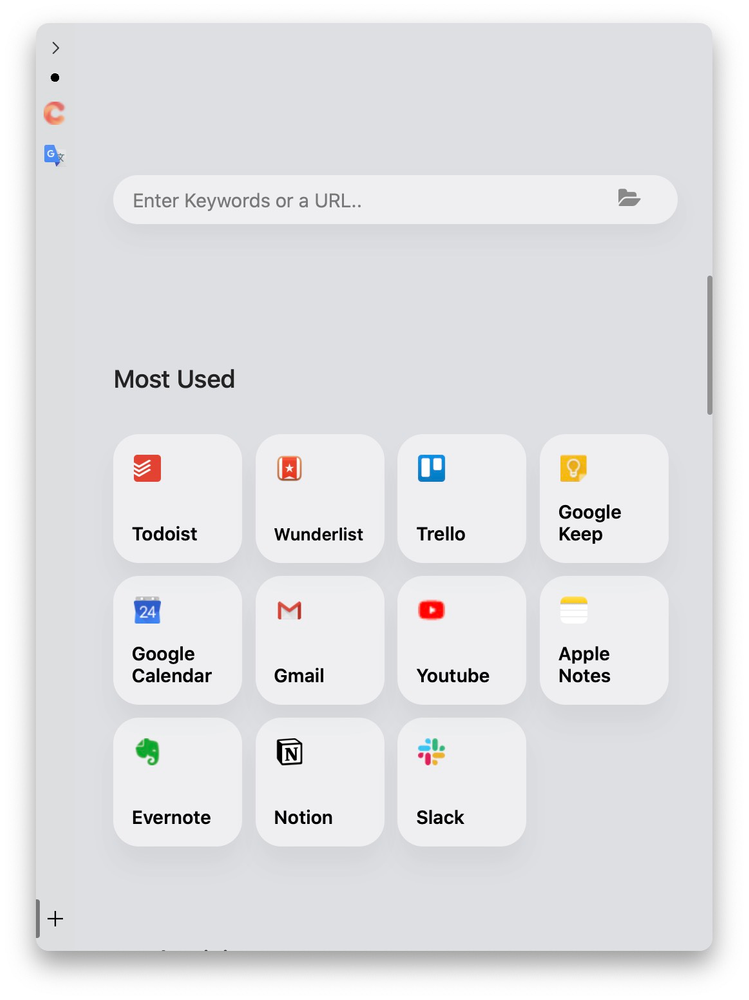 Enter Keywords or a URL..
Most Used
Todoist
Wunderlist
Trello
Google
Keep
24
Google
Calendar
Gmail
Youtube
Apple
Notes
Evernote
Notion
Slack